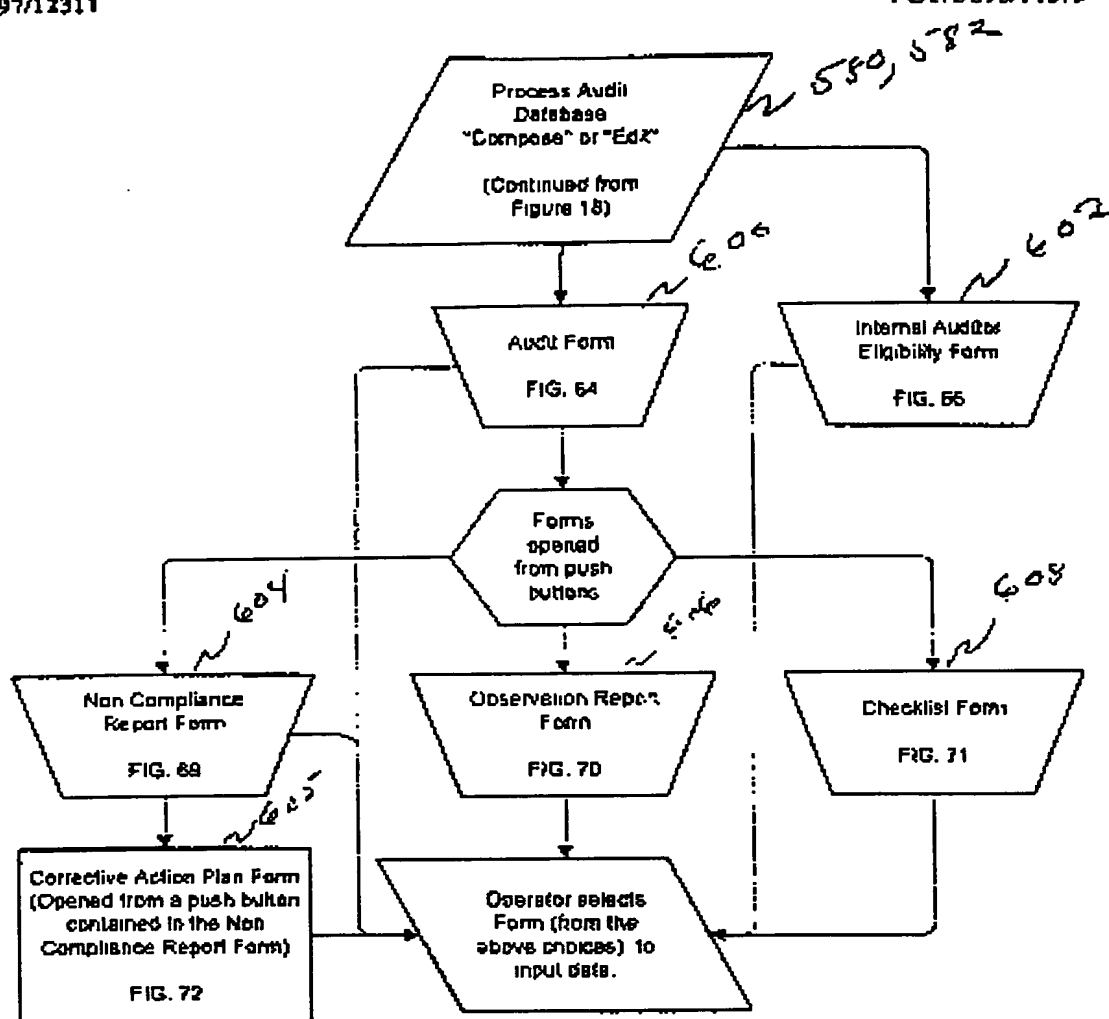 97/12311
580, 582
Process Audit
Database
"Compose" or "Edit"
(Continued from
Figure 18)
602
Audit Form
FIG. 64
Internal Auditor
Eligibility Form
FIG. 66
Forms
opened
from push
buttons
604
608
Non Compliance
Report Form
FIG. 69
Observation Report
Form
FIG. 70
Checklist Form
FIG. 71
605
Corrective Action Plan Form
(Opened from a push button
contained in the Non
Compliance Report Form)
FIG. 72
Operator selects
Form (from the
above choices) to
input data.